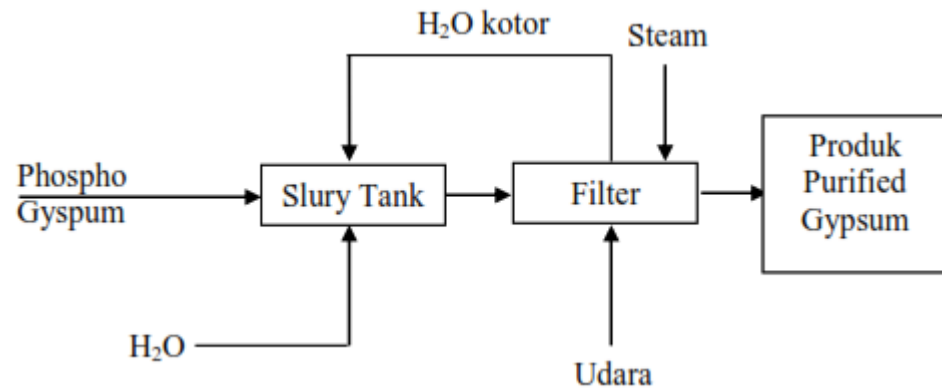 H₂O kotor
Steam
Phospho
Gyspum
Slury Tank
Filter
Produk
Purified
Gypsum
H₂O
Udara